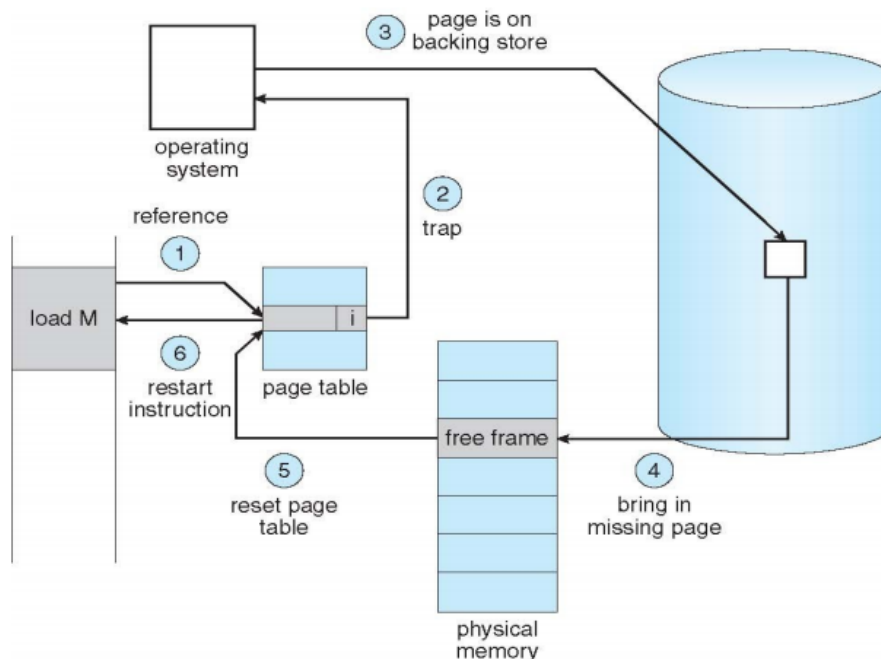 3
page is on
backing store
operating
system
2
trap
reference
1
load M
i
6
restart
instruction
page table
free frame
5
reset page
table
4
bring in
missing page
physical
memory